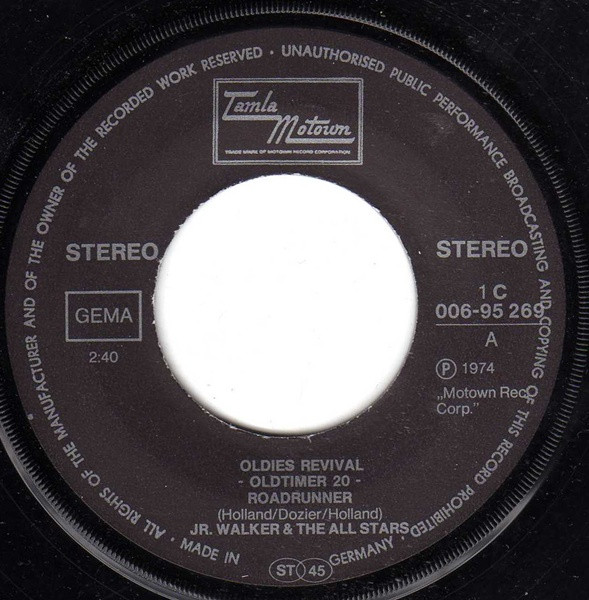 ALL RIGHTS OF THE MANUFACTURER AND OF THE OWNER OF THE RECORDED WORK RESERVED · UNAUTHORISED PUBLIC PERFORMANCE BROADCASTING AND COPYING OF THIS RECORD PROHIBITED · MADE IN GERMANY ·
Tamla
Motown
TRADE MARK OF MOTOWN RECORD CORPORATION
STEREO
STEREO
GEMA
2:40
1 C
006-95 269
A
Ⓟ 1974
„Motown Rec.
Corp."
OLDIES REVIVAL
- OLDTIMER 20 -
ROADRUNNER
(Holland/Dozier/Holland)
JR. WALKER & THE ALL STARS
ST 45